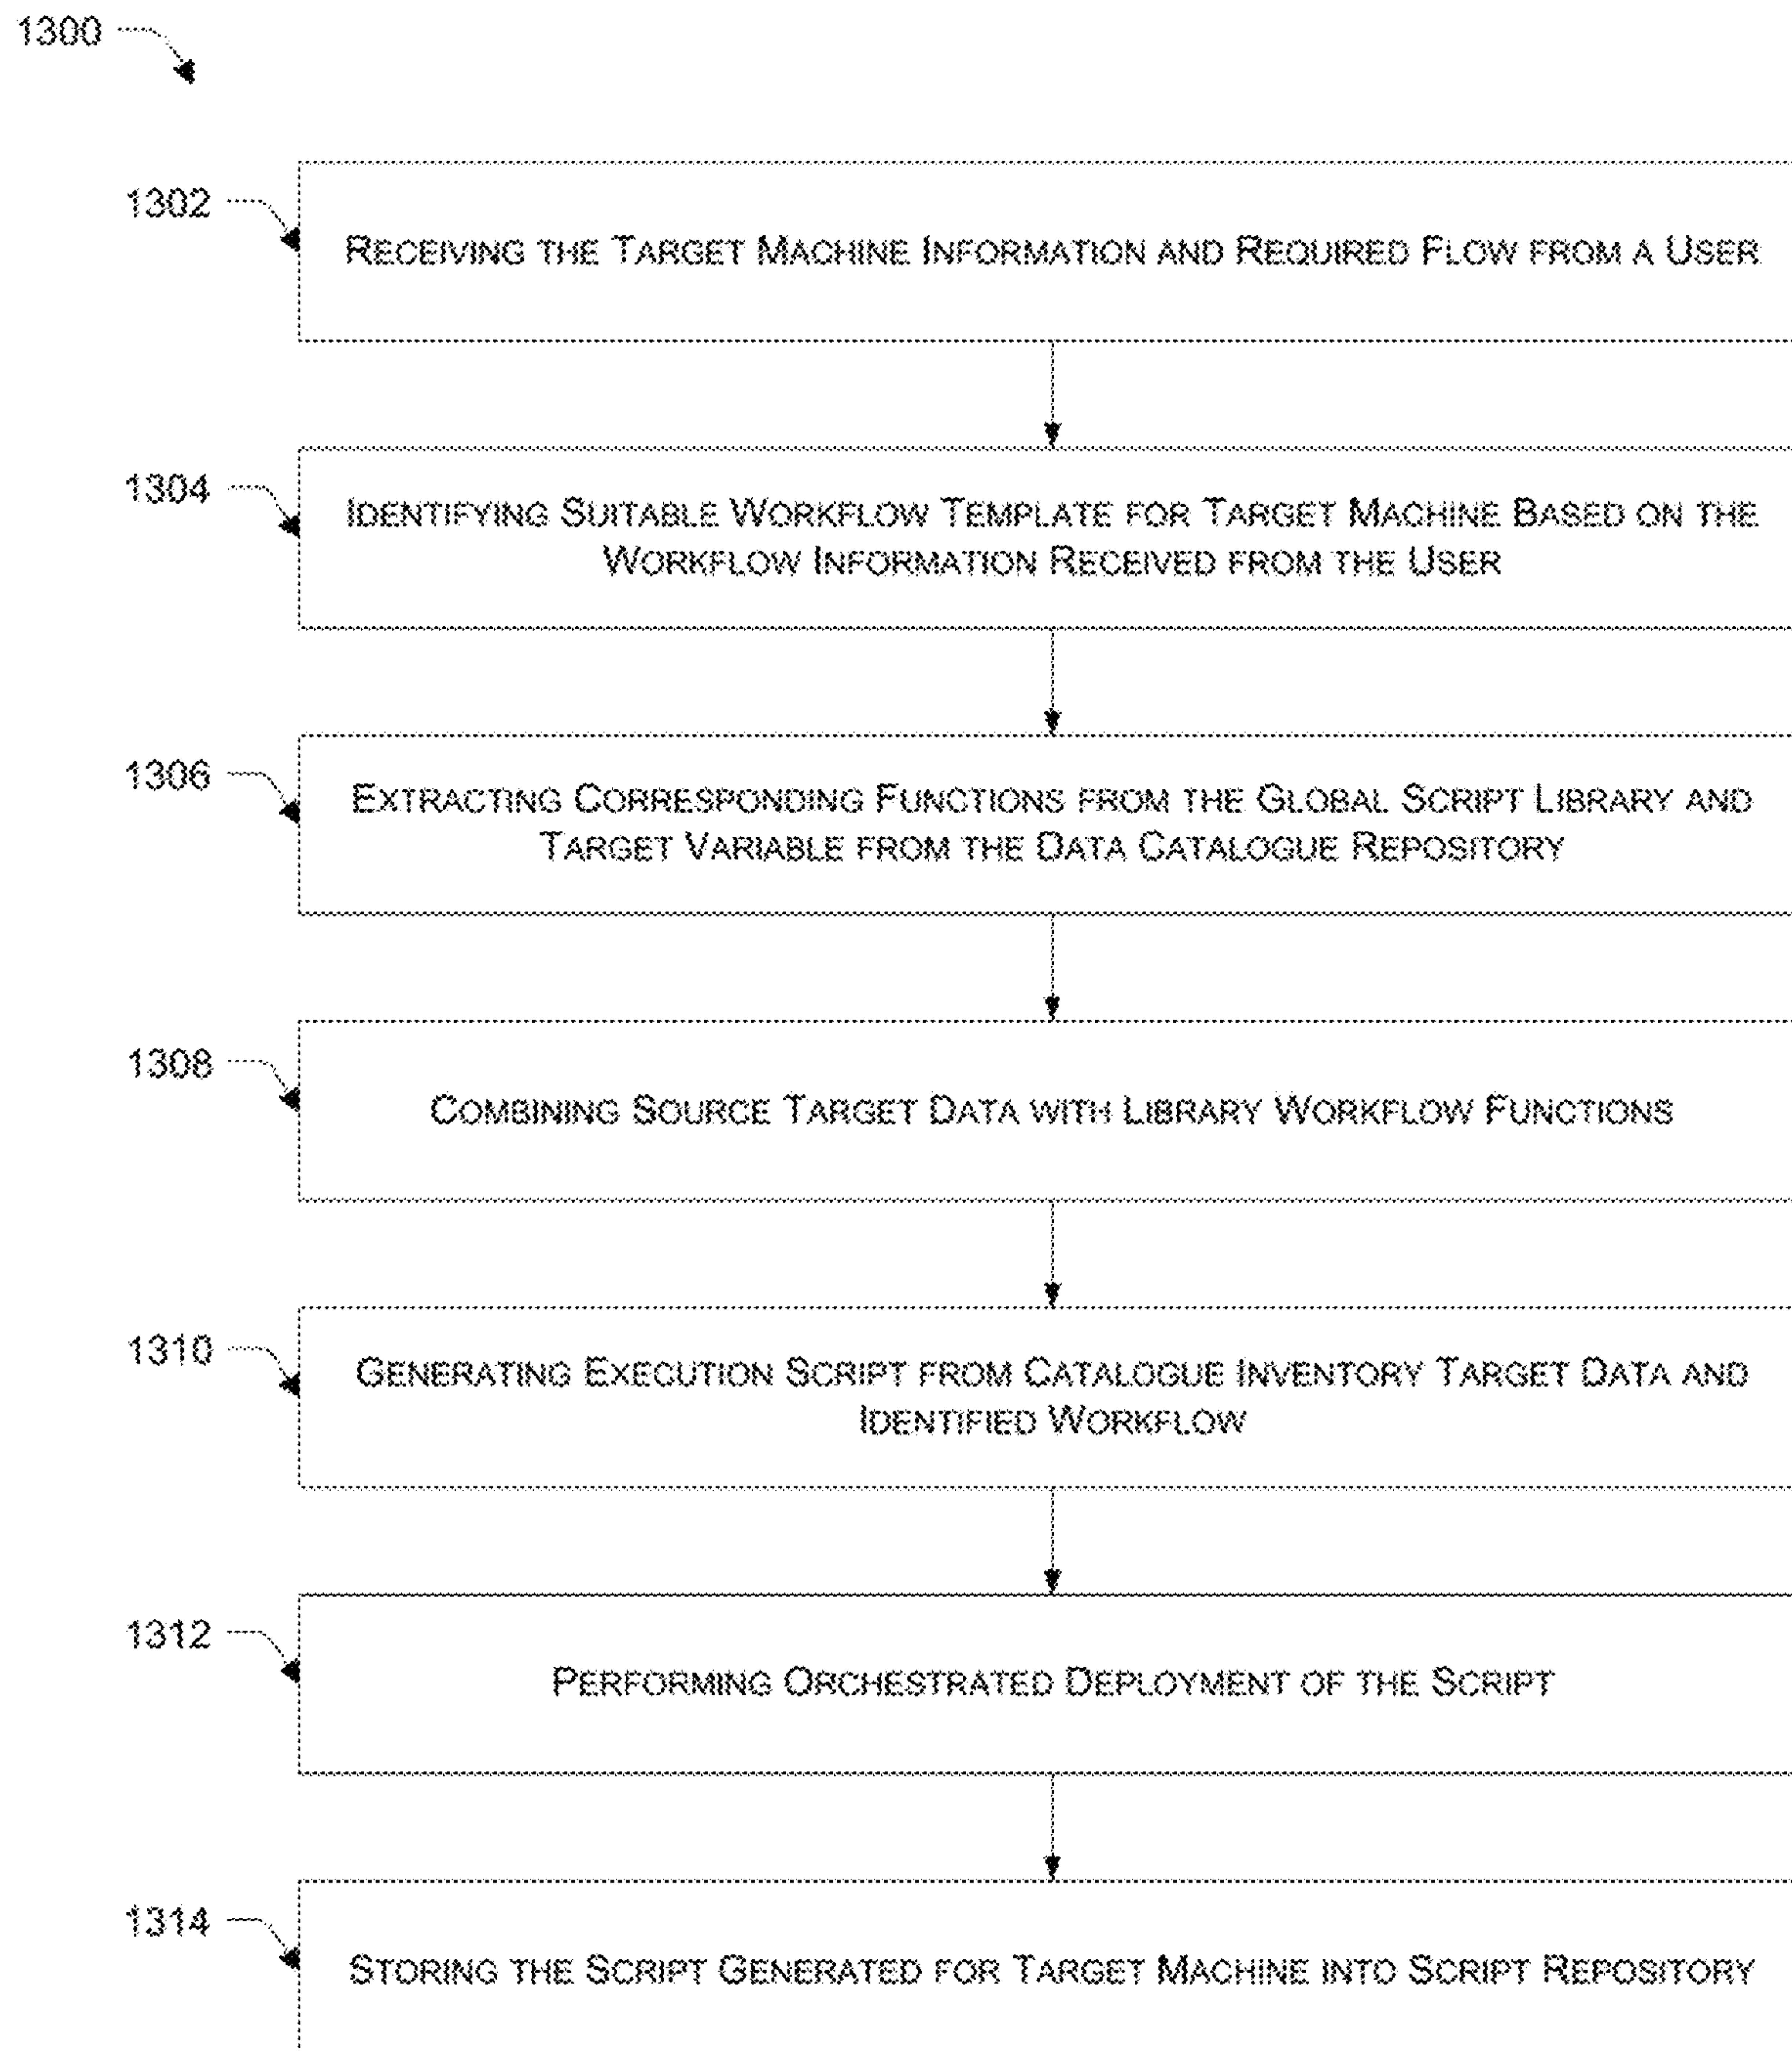 1300
1302
RECEIVING THE TARGET MACHINE INFORMATION AND REQUIRED FLOW FROM A USER
1304
IDENTIFYING SUITABLE WORKFLOW TEMPLATE FOR TARGET MACHINE BASED ON THE
WORKFLOW INFORMATION RECEIVED FROM THE USER
1306
EXTRACTING CORRESPONDING FUNCTIONS FROM THE GLOBAL SCRIPT LIBRARY AND
TARGET VARIABLE FROM THE DATA CATALOGUE REPOSITORY
1308
COMBINING SOURCE TARGET DATA WITH LIBRARY WORKFLOW FUNCTIONS
1310
GENERATING EXECUTION SCRIPT FROM CATALOGUE INVENTORY TARGET DATA AND
IDENTIFIED WORKFLOW
1312
PERFORMING ORCHESTRATED DEPLOYMENT OF THE SCRIPT
1314
STORING THE SCRIPT GENERATED FOR TARGET MACHINE INTO SCRIPT REPOSITORY